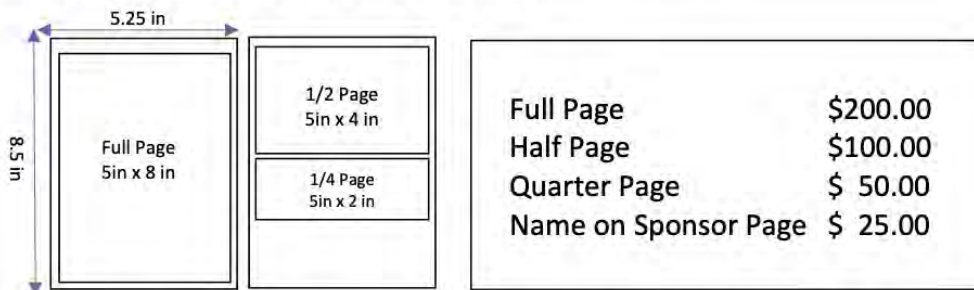 5.25 in
8.5 in
Full Page
5in x 8 in
1/2 Page
5in x 4 in
1/4 Page
5in x 2 in
Full Page $200.00
Half Page $100.00
Quarter Page $ 50.00
Name on Sponsor Page $ 25.00